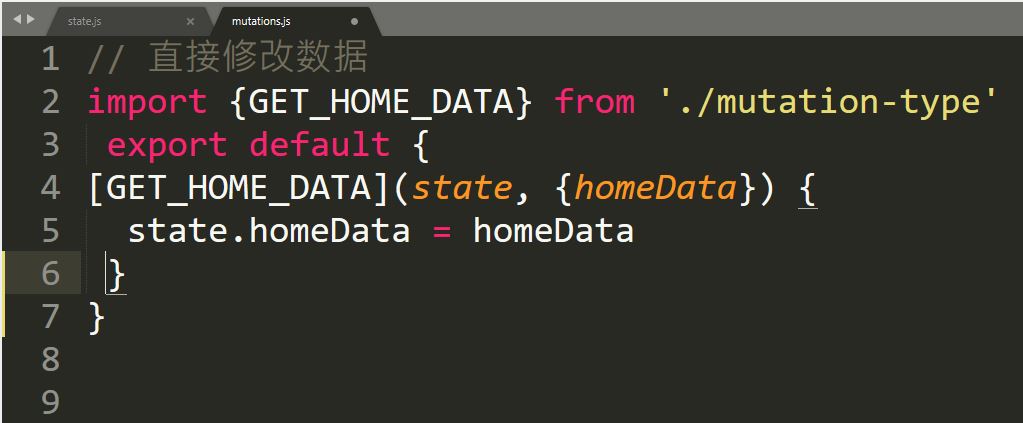 state.js
mutations.js
1 // 直接修改数据
2 import {GET_HOME_DATA} from './mutation-type'
3  export default {
4 [GET_HOME_DATA](state, {homeData}) {
5   state.homeData = homeData
6  }
7 }
8
9